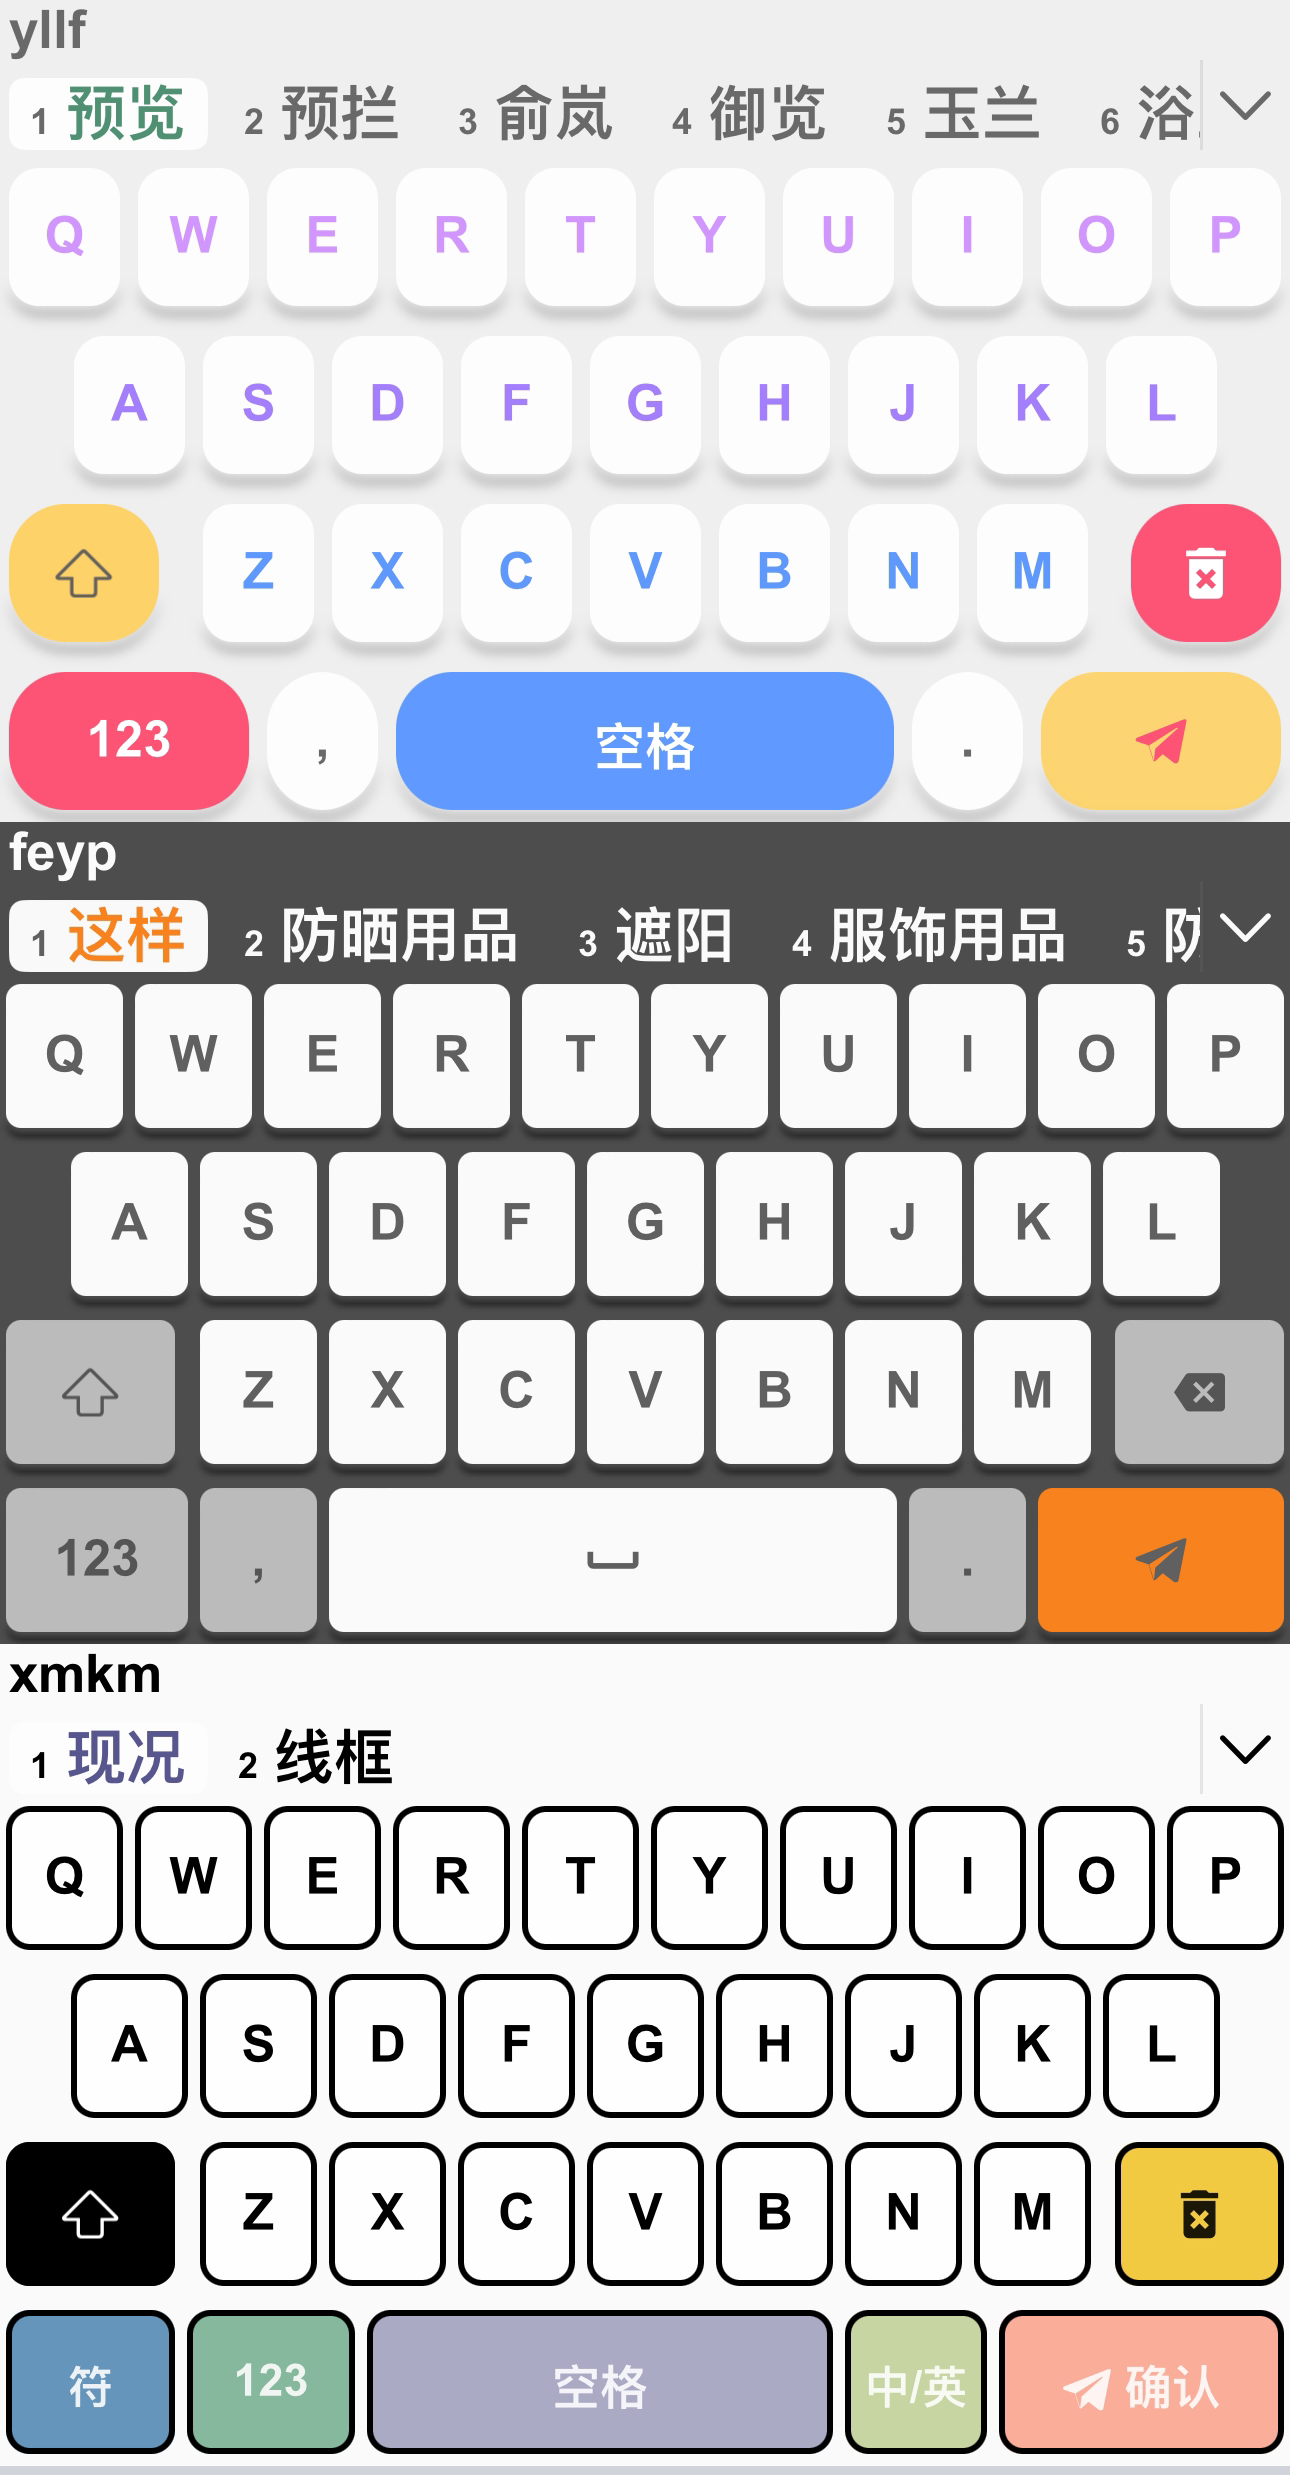 yllf
1 预览 2 预拦 3 俞岚 4 御览 5 玉兰 6 浴
Q W E R T Y U I O P
A S D F G H J K L
Z X C V B N M
123 , 空格 .
feyp
1 这样 2 防晒用品 3 遮阳 4 服饰用品 5 防
Q W E R T Y U I O P
A S D F G H J K L
Z X C V B N M
123 , .
xmkm
1 现况 2 线框
Q W E R T Y U I O P
A S D F G H J K L
Z X C V B N M
符 123 空格 中/英 确认